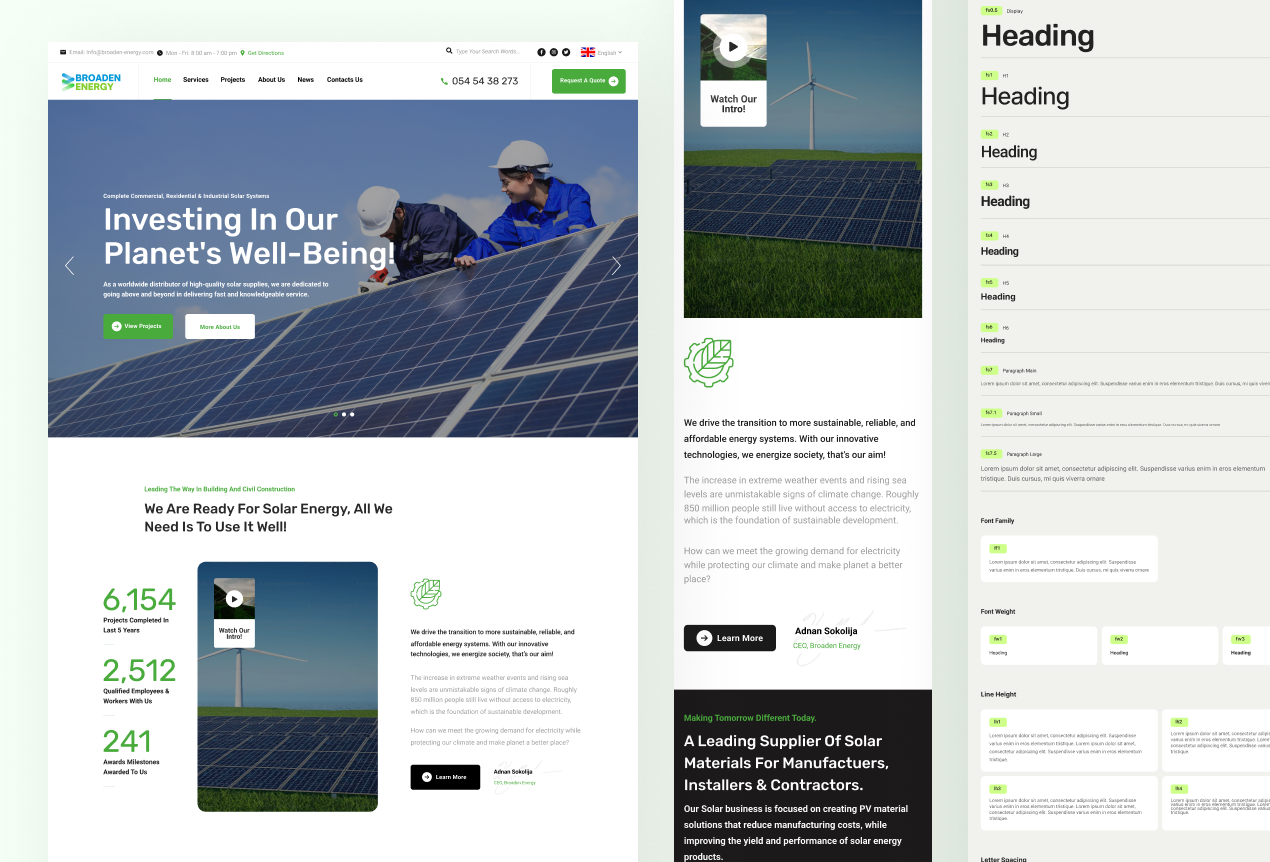 Email: info@broaden-energy.com
Mon - Fri: 8:00 am - 7:00 pm
Get Directions
Type Your Search Words...
English
BROADEN
ENERGY
Home Services Projects About Us News Contacts Us
054 54 38 273
Request A Quote
Complete Commercial, Residential & Industrial Solar Systems
Investing In Our
Planet's Well-Being!
As a worldwide distributor of high-quality solar supplies, we are dedicated to
going above and beyond in delivering fast and knowledgeable service.
View Projects
More About Us
Leading The Way In Building And Civil Construction
We Are Ready For Solar Energy, All We
Need Is To Use It Well!
6,154
Projects Completed In
Last 5 Years
2,512
Qualified Employees &
Workers With Us
241
Awards Milestones
Awarded To Us
Watch Our
Intro!
We drive the transition to more sustainable, reliable, and
affordable energy systems. With our innovative
technologies, we energize society, that's our aim!
The increase in extreme weather events and rising sea
levels are unmistakable signs of climate change. Roughly
850 million people still live without access to electricity,
which is the foundation of sustainable development.
How can we meet the growing demand for electricity while
protecting our climate and make planet a better place?
Learn More
Adnan Sokolija
CEO, Broaden Energy
Watch Our
Intro!
We drive the transition to more sustainable, reliable, and
affordable energy systems. With our innovative
technologies, we energize society, that's our aim!
The increase in extreme weather events and rising sea
levels are unmistakable signs of climate change. Roughly
850 million people still live without access to electricity,
which is the foundation of sustainable development.
How can we meet the growing demand for electricity
while protecting our climate and make planet a better
place?
Learn More
Adnan Sokolija
CEO, Broaden Energy
Making Tomorrow Different Today.
A Leading Supplier Of Solar
Materials For Manufactuers,
Installers & Contractors.
Our Solar business is focused on creating PV material
solutions that reduce manufacturing costs, while
improving the yield and performance of solar energy
products.
fs0.5 Display
Heading
fs1 H1
Heading
fs2 H2
Heading
fs3 H3
Heading
fs4 H4
Heading
fs5 H5
Heading
fs6 H6
Heading
fs7 Paragraph Main
Lorem ipsum dolor sit amet, consectetur adipiscing elit. Suspendisse varius enim in eros elementum tristique. Duis cursus, mi quis viverra
fs7.1 Paragraph Small
Lorem ipsum dolor sit amet, consectetur adipiscing elit. Suspendisse varius enim in eros elementum tristique. Duis cursus, mi quis viverra ornare
fs7.5 Paragraph Large
Lorem ipsum dolor sit amet, consectetur adipiscing elit. Suspendisse varius enim in eros elementum
tristique. Duis cursus, mi quis viverra ornare
Font Family
ff1
Lorem ipsum dolor sit amet, consectetur adipiscing elit. Suspendisse
varius enim in eros elementum tristique. Duis cursus, mi quis viverra ornare
Font Weight
fw1
Heading
fw2
Heading
fw3
Heading
Line Height
lh1
Lorem ipsum dolor sit amet, consectetur adipiscing elit. Suspendisse
varius enim in eros elementum tristique. Lorem ipsum dolor sit amet,
consectetur adipiscing elit. Suspendisse varius enim in eros elementum
tristique.
lh2
Lorem ipsum dolor sit amet, consectetur
varius enim in eros elementum tristique. Lorem
consectetur adipiscing elit. Suspendisse varius
tristique.
lh3
Lorem ipsum dolor sit amet, consectetur adipiscing elit. Suspendisse
varius enim in eros elementum tristique. Lorem ipsum dolor sit amet,
consectetur adipiscing elit. Suspendisse varius enim in eros elementum
tristique.
lh4
Lorem ipsum dolor sit amet, consectetur
varius enim in eros elementum tristique. Lorem
consectetur adipiscing elit. Suspendisse varius
tristique.
Letter Spacing